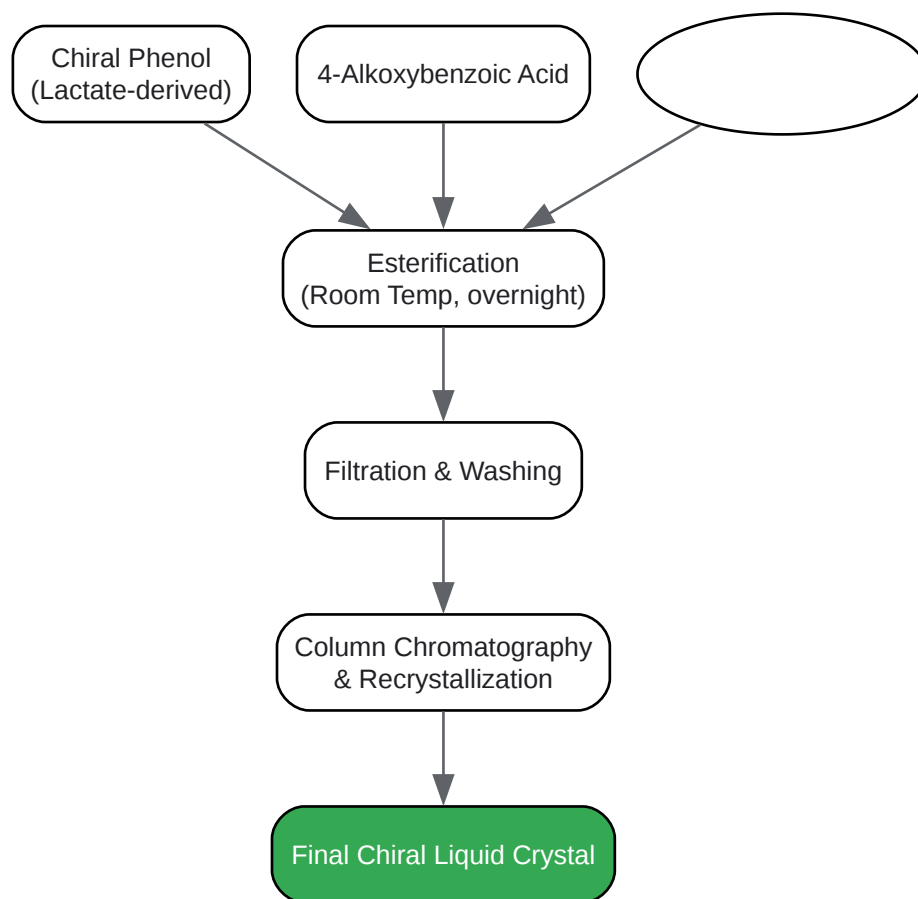 Chiral Phenol
(Lactate-derived)
4-Alkoxybenzoic Acid
Esterification
(Room Temp, overnight)
Filtration & Washing
Column Chromatography
& Recrystallization
Final Chiral Liquid Crystal